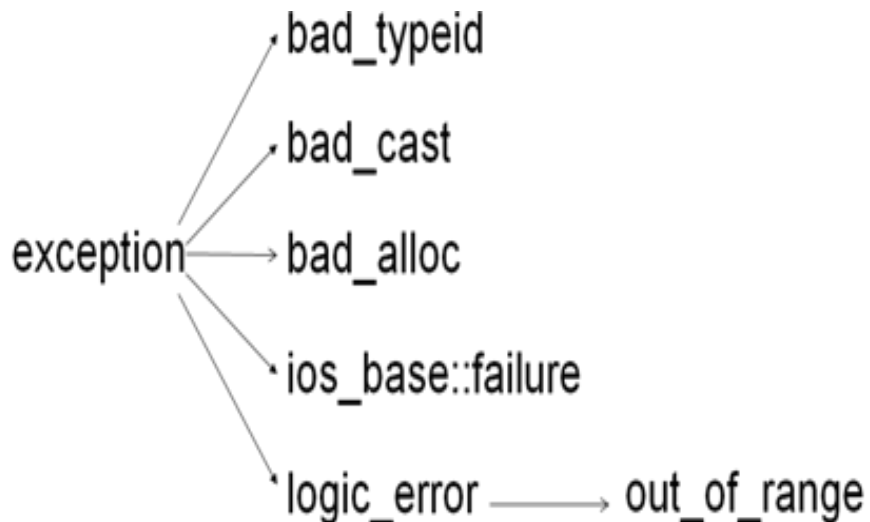 bad_typeid
bad_cast
exception
bad_alloc
ios_base::failure
logic_error
out_of_range